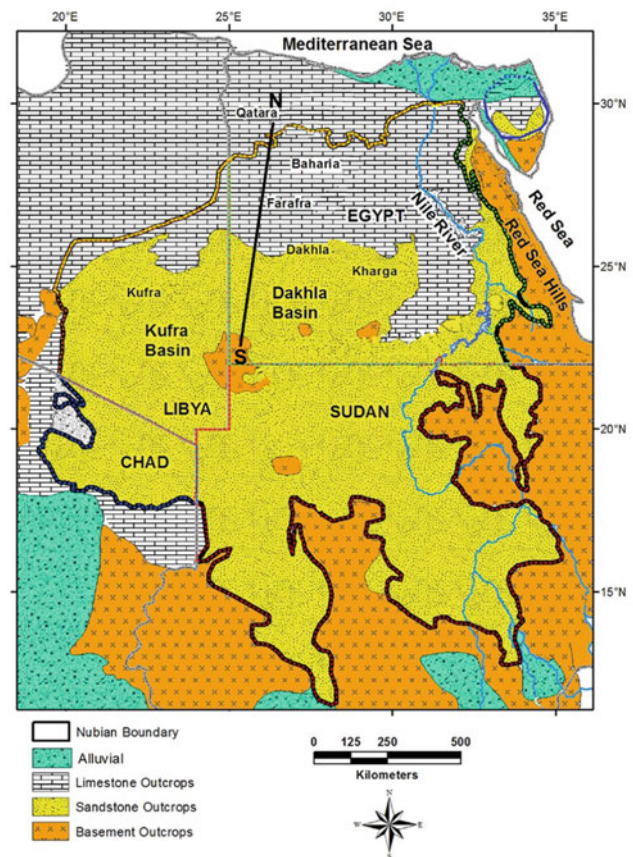 20°E 25°E 30°E 35°E
Mediterranean Sea
30°N
N
Qatara
Baharia
Farafra
EGYPT
Nile River
Red Sea
Red Sea Hills
Dakhla
Kharga
25°N
Kufra
Dakhla
Basin
Kufra
Basin
S
LIBYA
SUDAN
20°N
CHAD
15°N
Nubian Boundary
Alluvial
Limestone Outcrops
Sandstone Outcrops
Basement Outcrops
0 125 250 500
Kilometers
N
W E
S